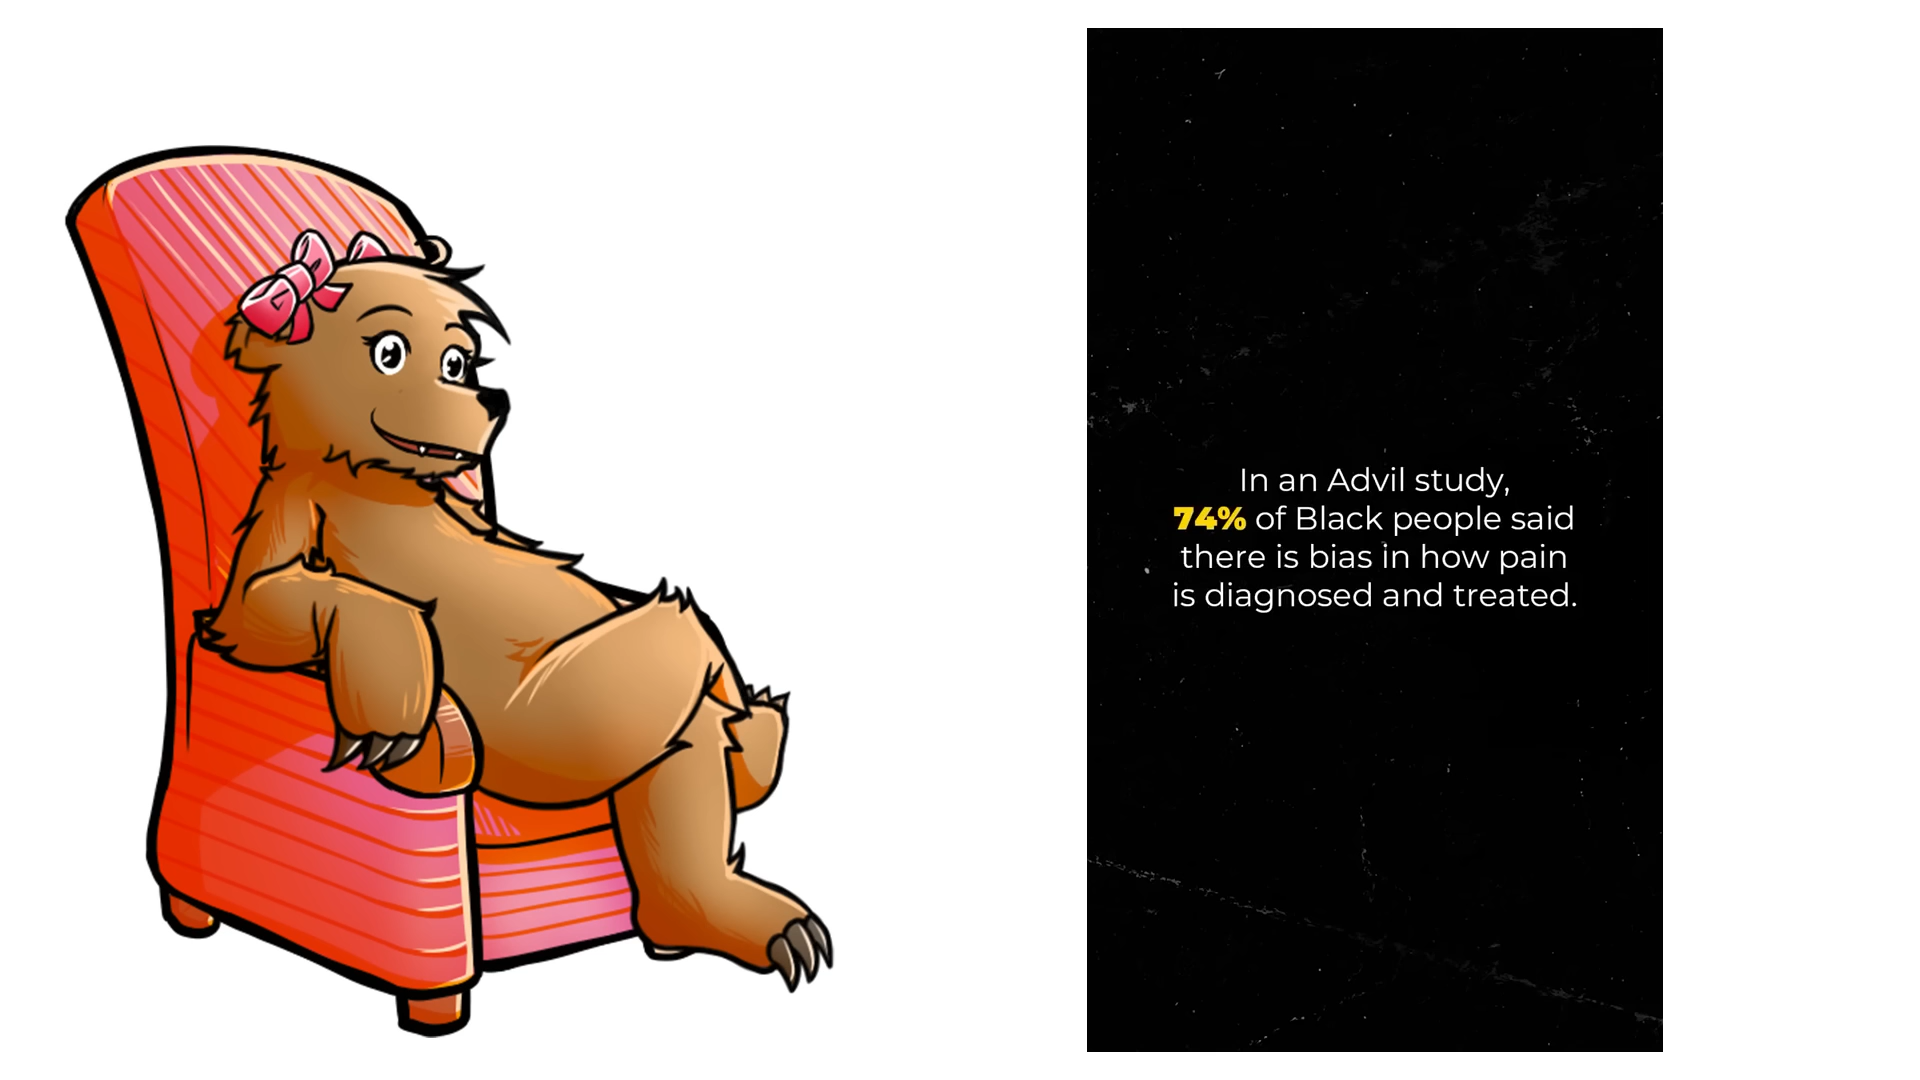 In an Advil study,
74% of Black people said
there is bias in how pain
is diagnosed and treated.